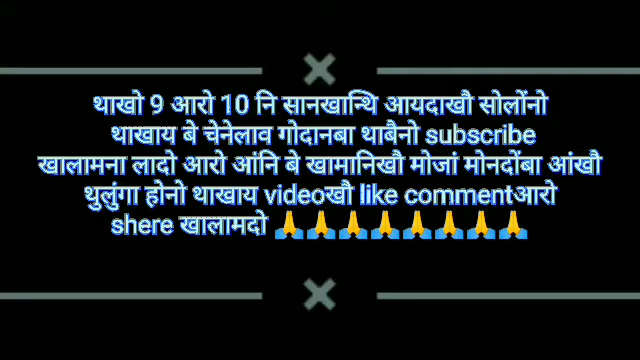 थाखो 9 आरो 10 नि सानखान्थि आयदाखौ सोलोंनो
थाखाय बे चेनेलाव गोदानबा थाबैनो subscribe
खालामना लादो आरो आंनि बे खामानिखौ मोजां मोनदोंबा आंखौ
थुलुंगा होनो थाखाय videoखौ like commentआरो
shere खालामदो 🙏🙏🙏🙏🙏🙏🙏🙏